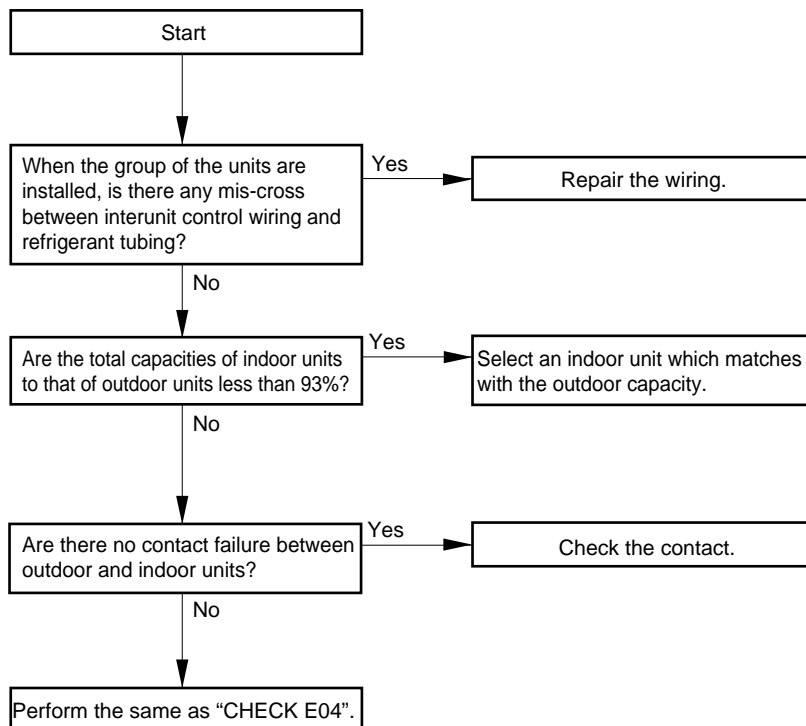 Start
When the group of the units are
installed, is there any mis-cross
between interunit control wiring and
refrigerant tubing?
Yes
Repair the wiring.
No
Are the total capacities of indoor units
to that of outdoor units less than 93%?
Yes
Select an indoor unit which matches
with the outdoor capacity.
No
Are there no contact failure between
outdoor and indoor units?
Yes
Check the contact.
No
Perform the same as “CHECK E04”.